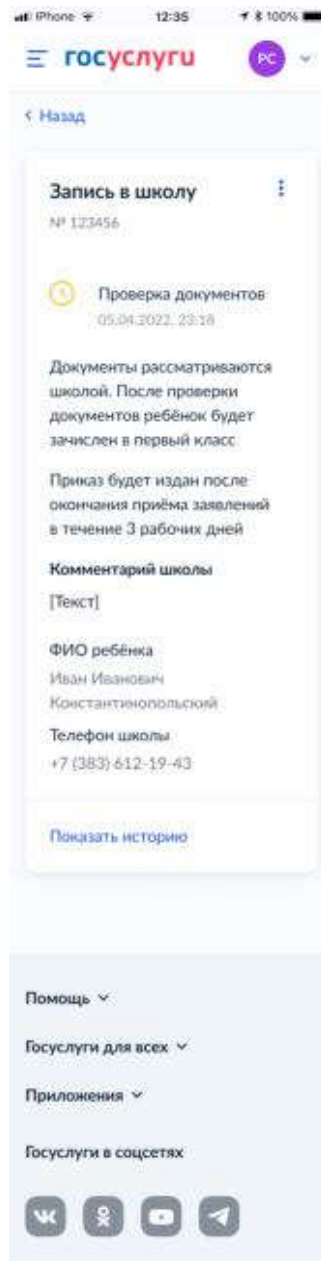 iPhone 12:35 100%
госуслуги РС
Назад
Запись в школу
№ 123456
Проверка документов
05.04.2022, 23:18
Документы рассматриваются
школой. После проверки
документов ребёнок будет
зачислен в первый класс
Приказ будет издан после
окончания приёма заявлений
в течение 3 рабочих дней
Комментарий школы
[Текст]
ФИО ребёнка
Иван Иванович
Константинопольский
Телефон школы
+7 (383) 612-19-43
Показать историю
Помощь
Госуслуги для всех
Приложения
Госуслуги в соцсетях